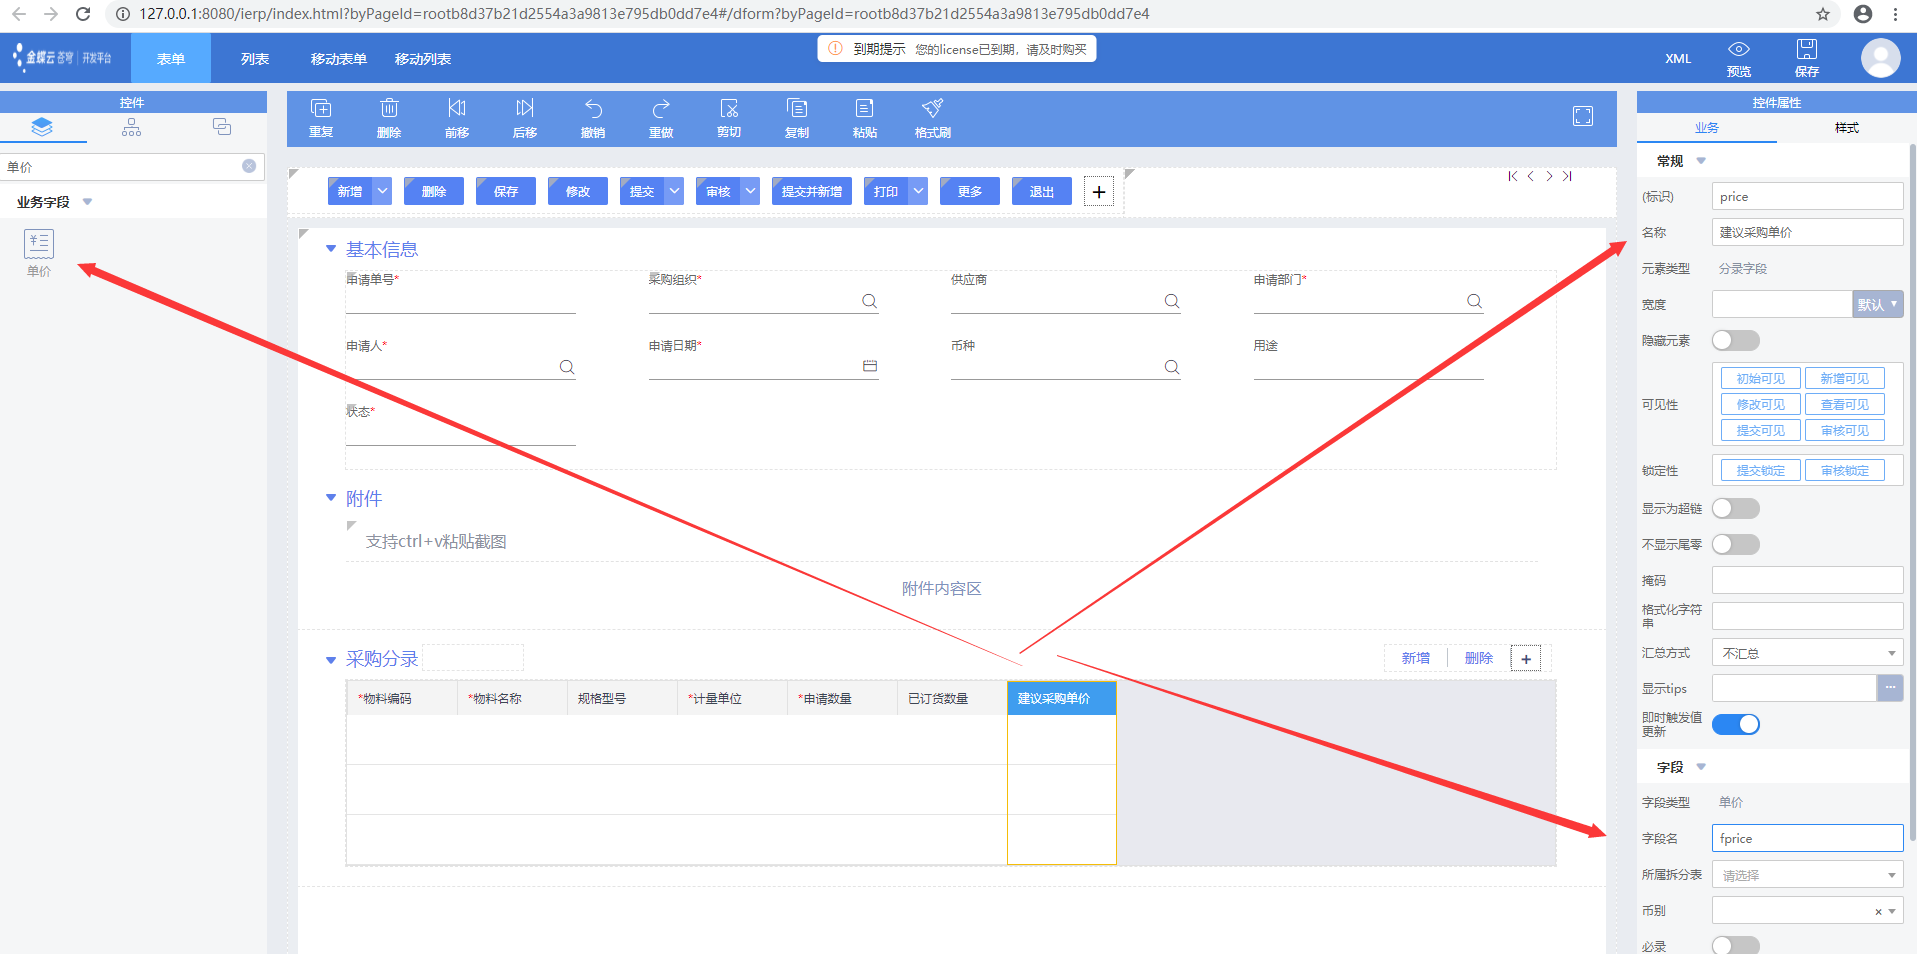 127.0.0.1:8080/ierp/index.html?byPageId=rootb8d37b21d2554a3a9813e795db0dd7e4#/dform?byPageId=rootb8d37b21d2554a3a9813e795db0dd7e4
金蝶云 苍穹 | 开发平台
表单 列表 移动表单 移动列表
到期提示 您的license已到期，请及时购买
XML 预览 保存
控件
单价
业务字段
单价
重复 删除 前移 后移 撤销 重做 剪切 复制 粘贴 格式刷
新增 删除 保存 修改 提交 审核 提交并新增 打印 更多 退出 +
基本信息
申请单号* 采购组织* 供应商 申请部门*
申请人* 申请日期* 币种 用途
状态*
附件
支持ctrl+v粘贴截图
附件内容区
采购分录
新增 删除 +
*物料编码 *物料名称 规格型号 *计量单位 *申请数量 已订货数量 建议采购单价
控件属性
业务 样式
常规
(标识) price
名称 建议采购单价
元素类型 分录字段
宽度 默认
隐藏元素
可见性 初始可见 新增可见
修改可见 查看可见
提交可见 审核可见
锁定性 提交锁定 审核锁定
显示为超链
不显示尾零
掩码
格式化字符
串
汇总方式 不汇总
显示tips ...
即时触发值
更新
字段
字段类型 单价
字段名 fprice
所属拆分表 请选择
币别 ×
必录